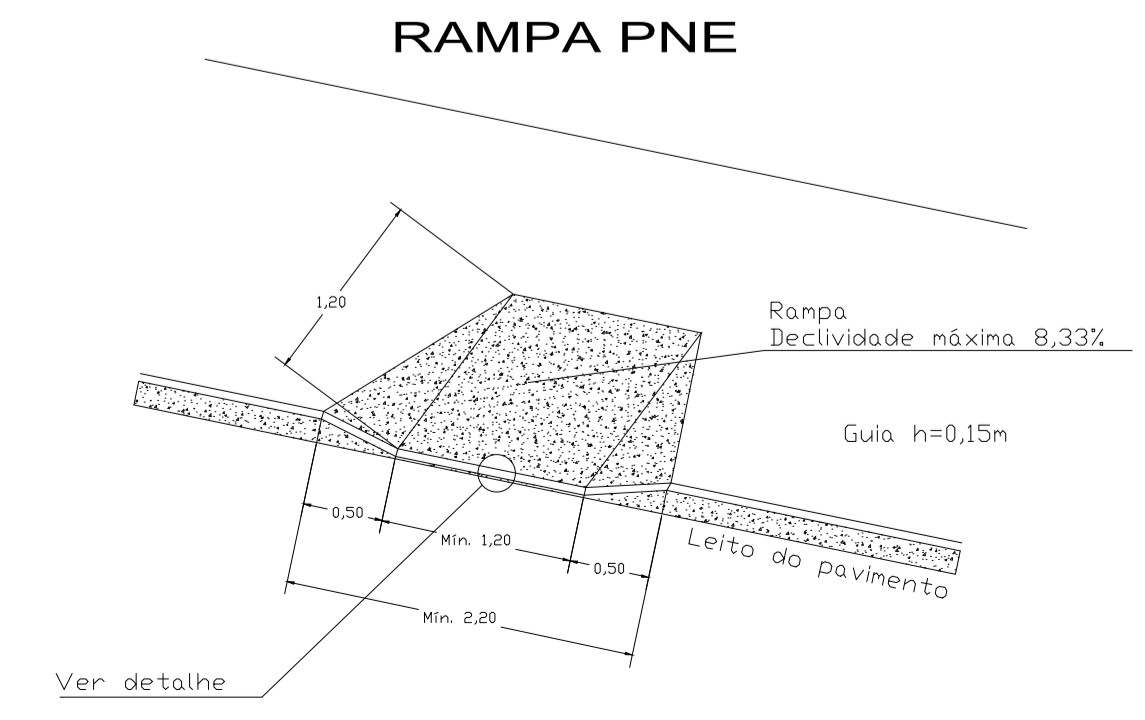 RAMPA PNE
1,20
Rampa
Declividade máxima 8,33%
Guia h=0,15m
0,50
Mín. 1,20
0,50
Leito do pavimento
Mín. 2,20
Ver detalhe